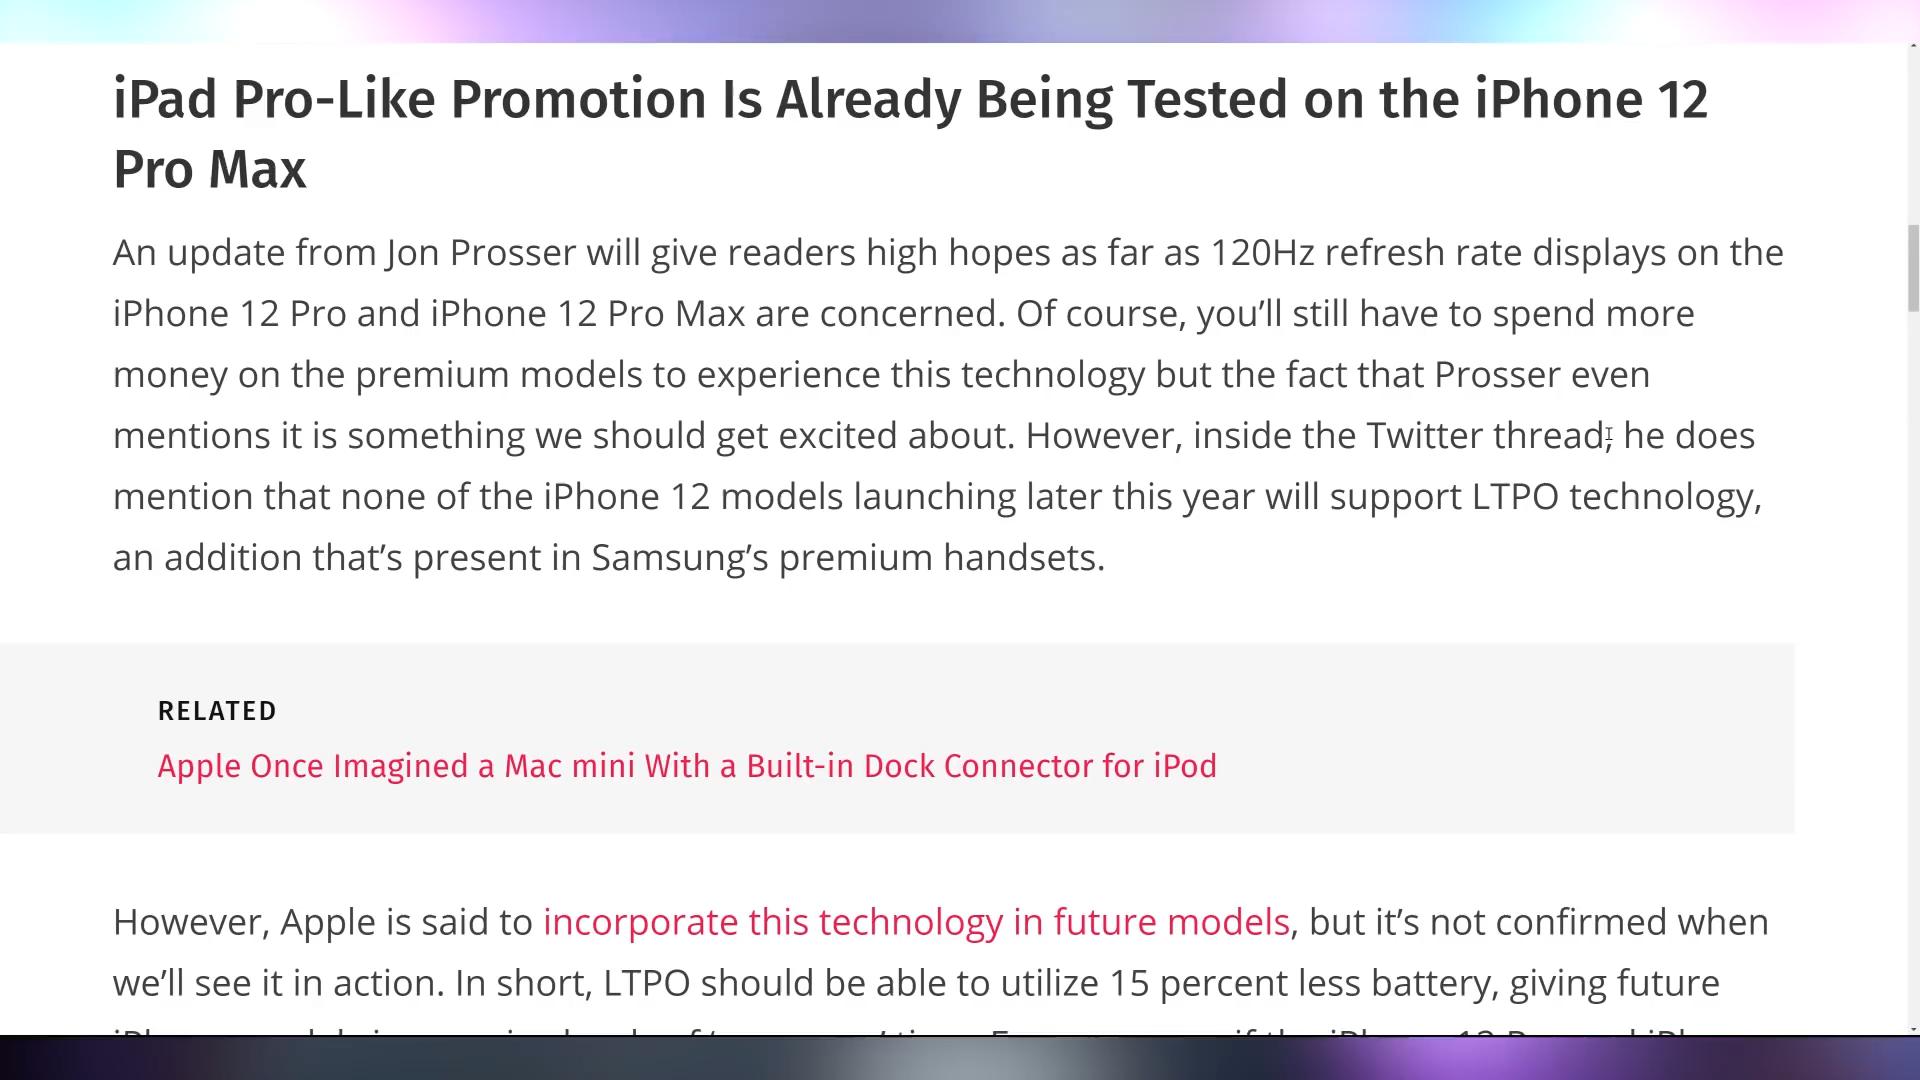 iPad Pro-Like Promotion Is Already Being Tested on the iPhone 12
Pro Max
An update from Jon Prosser will give readers high hopes as far as 120Hz refresh rate displays on the
iPhone 12 Pro and iPhone 12 Pro Max are concerned. Of course, you’ll still have to spend more
money on the premium models to experience this technology but the fact that Prosser even
mentions it is something we should get excited about. However, inside the Twitter thread, he does
mention that none of the iPhone 12 models launching later this year will support LTPO technology,
an addition that’s present in Samsung’s premium handsets.
RELATED
Apple Once Imagined a Mac mini With a Built-in Dock Connector for iPod
However, Apple is said to incorporate this technology in future models, but it’s not confirmed when
we’ll see it in action. In short, LTPO should be able to utilize 15 percent less battery, giving future